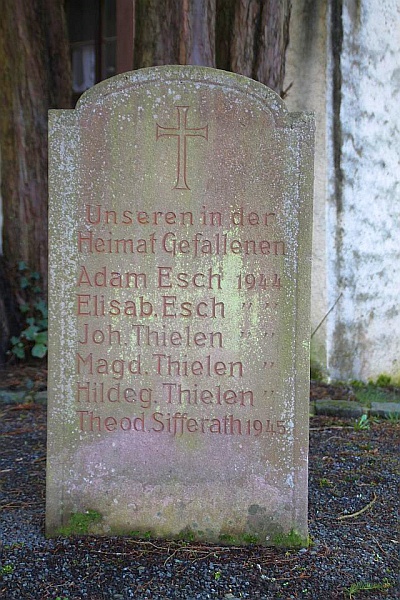 Unseren in der
Heimat Gefallenen
Adam Esch 1944
Elisab. Esch " "
Joh. Thielen " "
Magd. Thielen "
Hildeg. Thielen "
Theod. Sifferath 1945